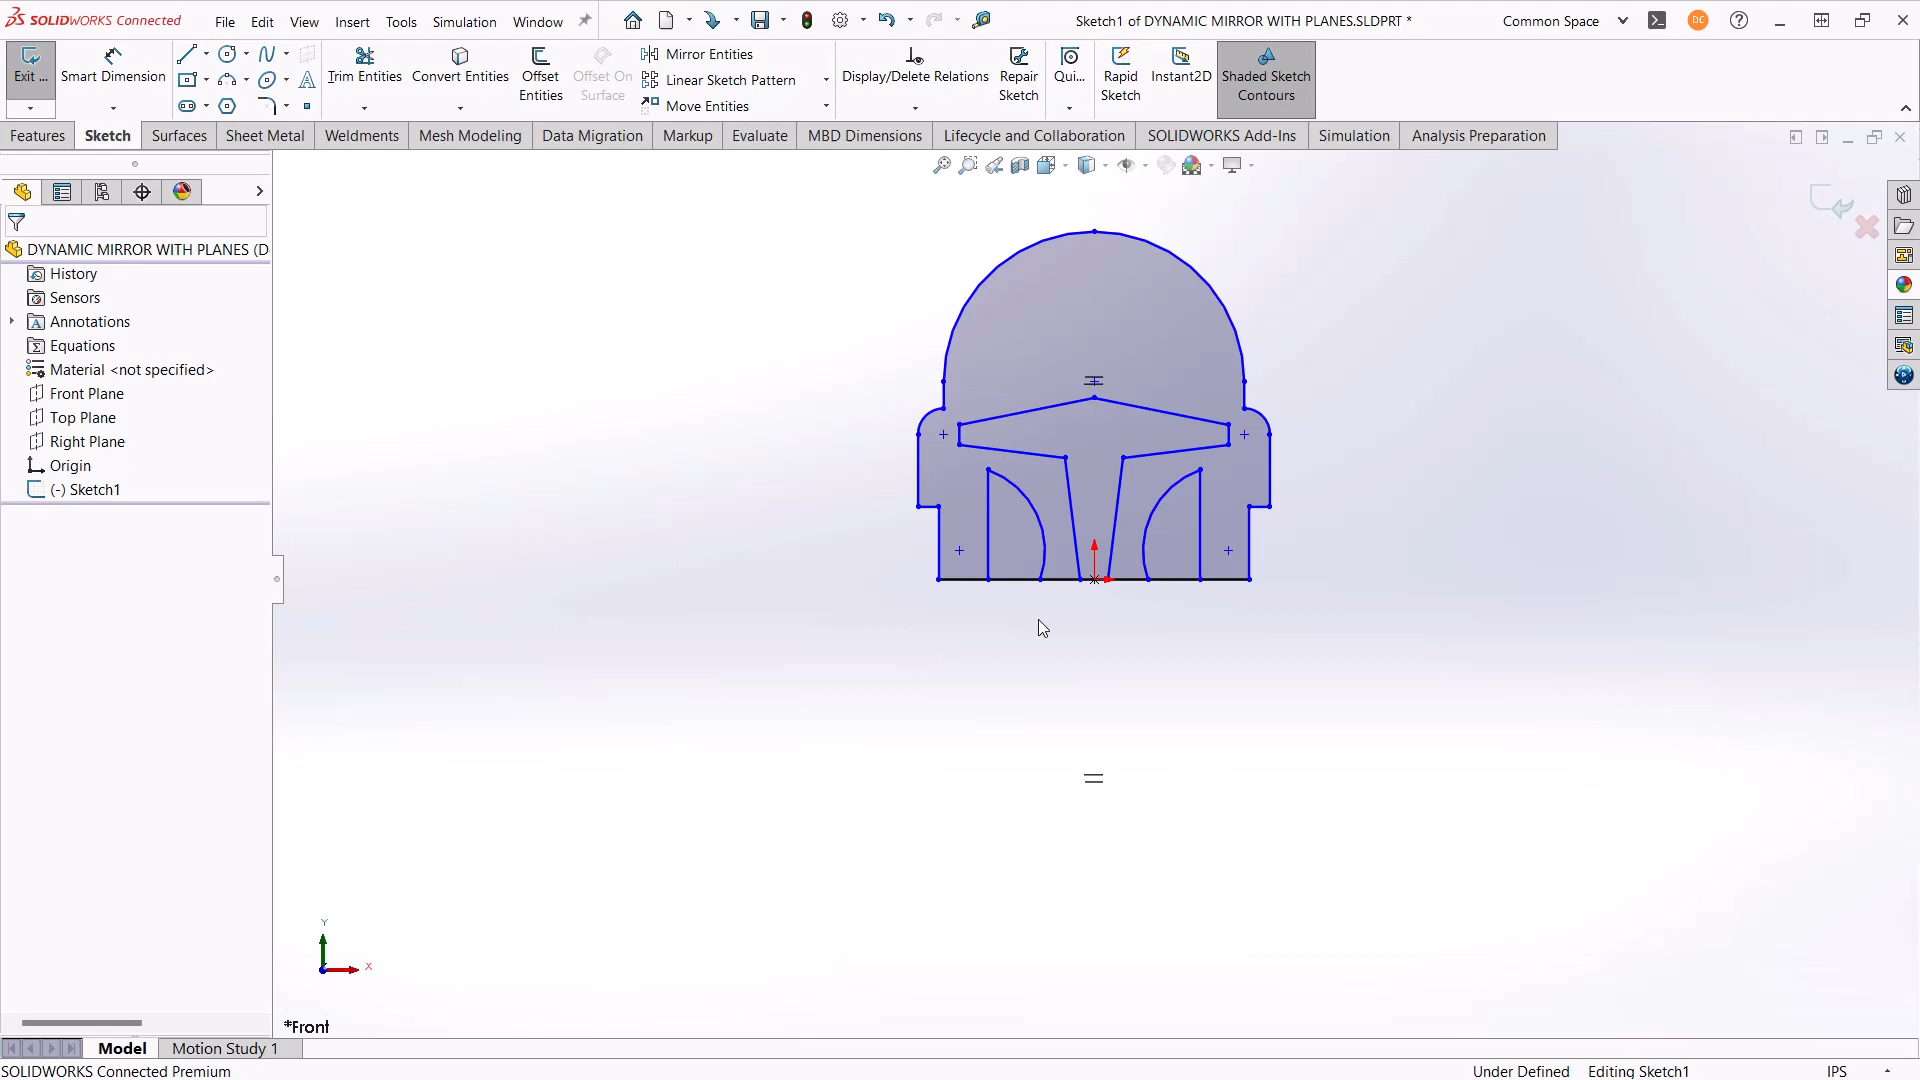 SOLIDWORKS Connected
File Edit View Insert Tools Simulation Window
Sketch1 of DYNAMIC MIRROR WITH PLANES.SLDPRT *
Common Space
DC
Exit ...
Smart Dimension
Trim Entities
Convert Entities
Offset Entities
Offset On Surface
Mirror Entities
Linear Sketch Pattern
Move Entities
Display/Delete Relations
Repair Sketch
Qui...
Rapid Sketch
Instant2D
Shaded Sketch Contours
Features Sketch Surfaces Sheet Metal Weldments Mesh Modeling Data Migration Markup Evaluate MBD Dimensions Lifecycle and Collaboration SOLIDWORKS Add-Ins Simulation Analysis Preparation
DYNAMIC MIRROR WITH PLANES (D
History
Sensors
Annotations
Equations
Material <not specified>
Front Plane
Top Plane
Right Plane
Origin
(-) Sketch1
Y
X
*Front
Model Motion Study 1
SOLIDWORKS Connected Premium
Under Defined Editing Sketch1 IPS